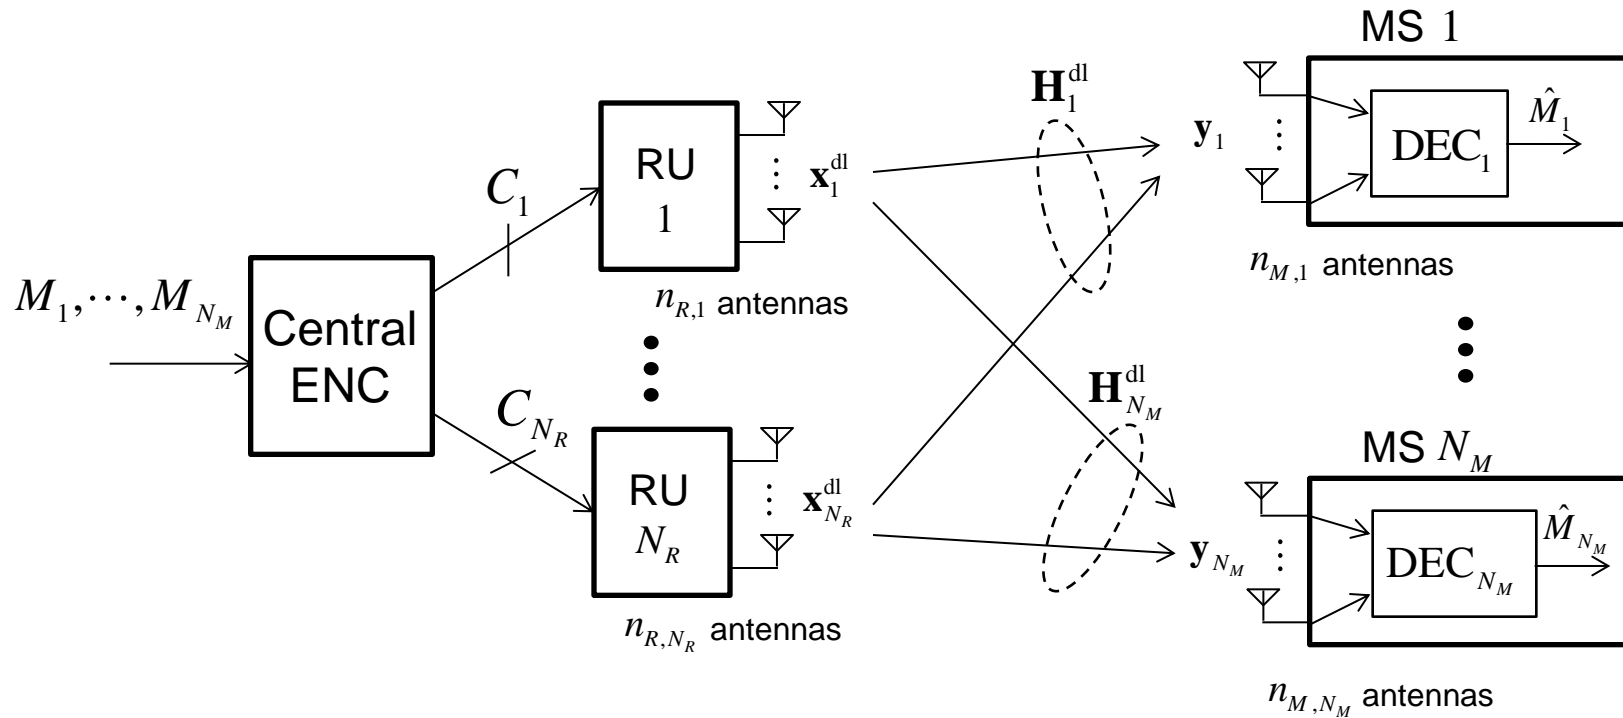 M_1, ⋯, M_{N_M}
Central
ENC
C_1
C_{N_R}
RU
1
n_{R,1} antennas
RU
N_R
n_{R,N_R} antennas
x_1^{dl}
x_{N_R}^{dl}
H_1^{dl}
H_{N_M}^{dl}
y_1
y_{N_M}
MS 1
DEC_1
M̂_1
n_{M,1} antennas
MS N_M
DEC_{N_M}
M̂_{N_M}
n_{M,N_M} antennas